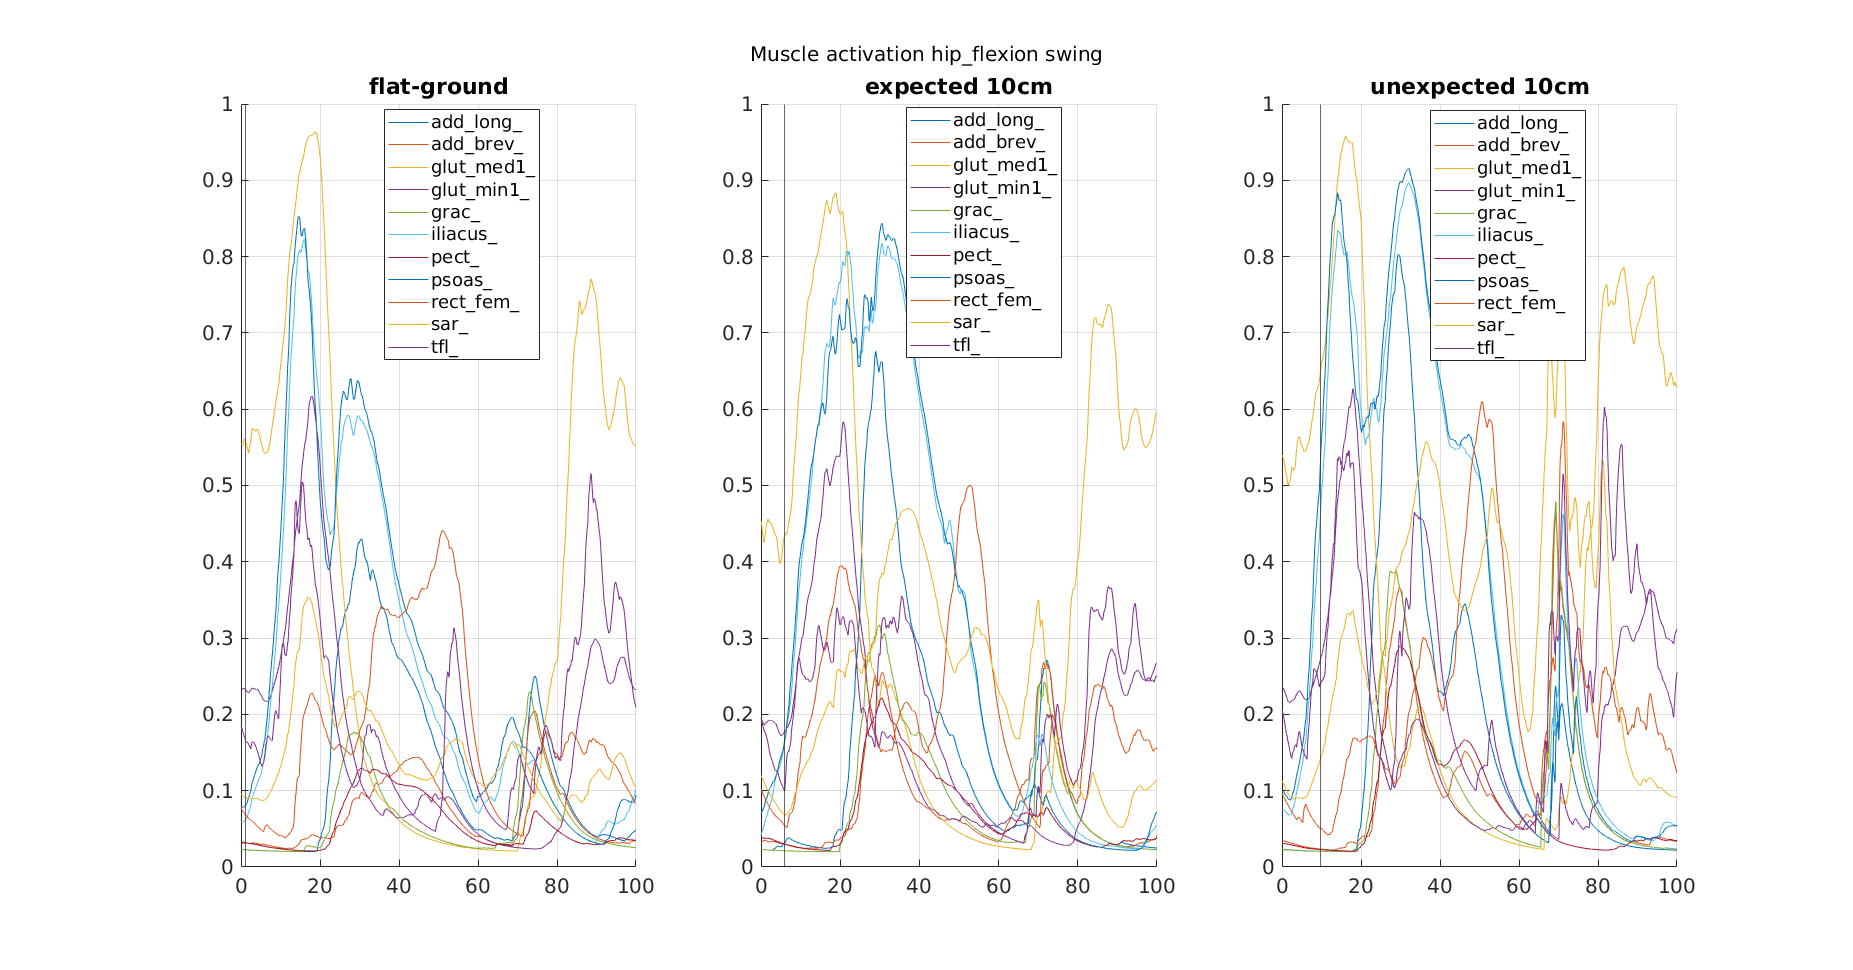 Muscle activation hip_flexion swing
flat-ground
expected 10cm
unexpected 10cm
1
0.9
0.8
0.7
0.6
0.5
0.4
0.3
0.2
0.1
0
0 20 40 60 80 100
add_long_
add_brev_
glut_med1_
glut_min1_
grac_
iliacus_
pect_
psoas_
rect_fem_
sar_
tfl_
1
0.9
0.8
0.7
0.6
0.5
0.4
0.3
0.2
0.1
0
0 20 40 60 80 100
add_long_
add_brev_
glut_med1_
glut_min1_
grac_
iliacus_
pect_
psoas_
rect_fem_
sar_
tfl_
1
0.9
0.8
0.7
0.6
0.5
0.4
0.3
0.2
0.1
0
0 20 40 60 80 100
add_long_
add_brev_
glut_med1_
glut_min1_
grac_
iliacus_
pect_
psoas_
rect_fem_
sar_
tfl_